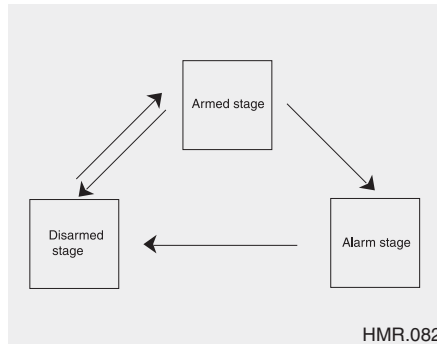 Armed stage
Disarmed
stage
Alarm stage
HMR.082